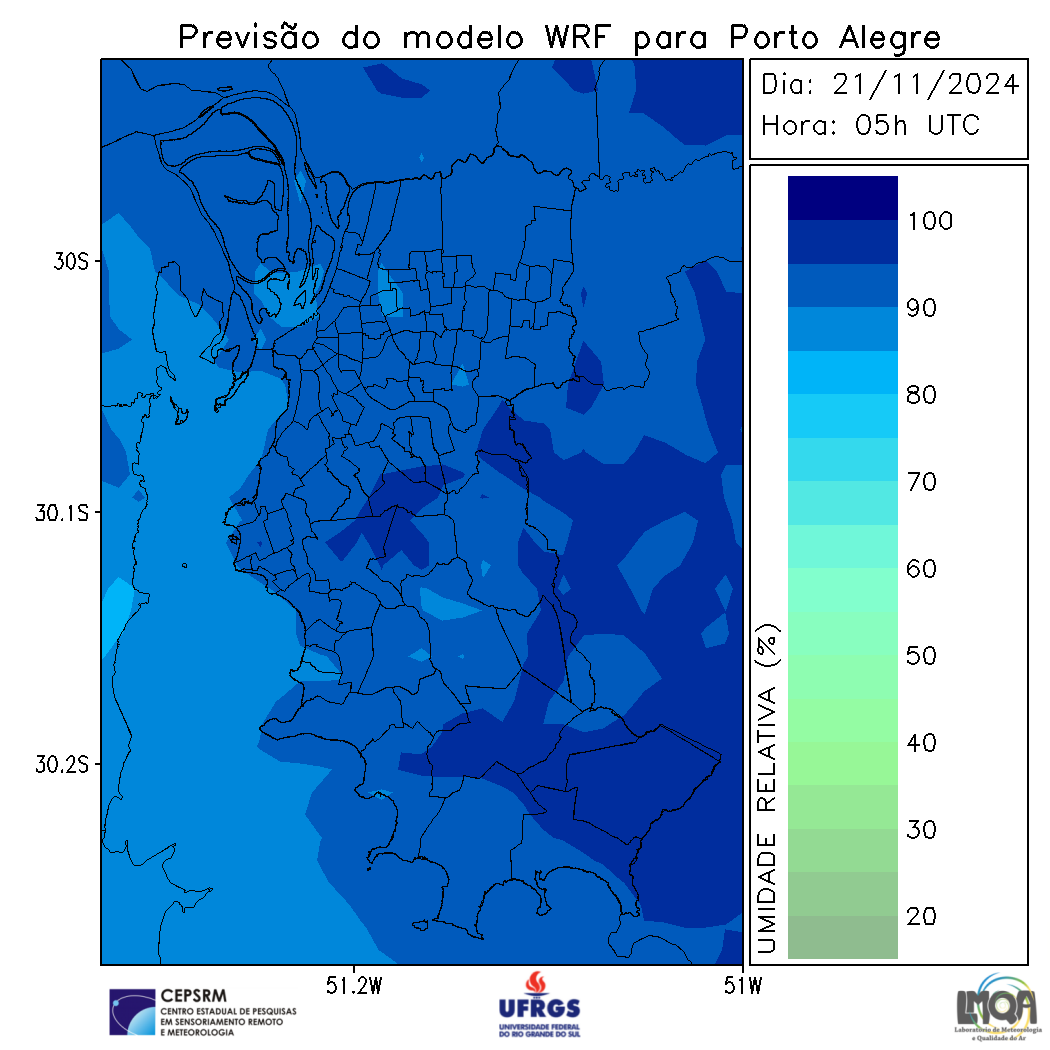 Previsão do modelo WRF para Porto Alegre
Dia: 21/11/2024
Hora: 05h UTC
30S
30.1S
30.2S
51.2W
51W
100
90
80
70
60
50
40
30
20
UMIDADE RELATIVA (%)
CEPSRM
CENTRO ESTADUAL DE PESQUISAS
EM SENSORIAMENTO REMOTO
E METEOROLOGIA
UFRGS
UNIVERSIDADE FEDERAL
DO RIO GRANDE DO SUL
LMQA
Laboratório de Meteorologia
e Qualidade do Ar